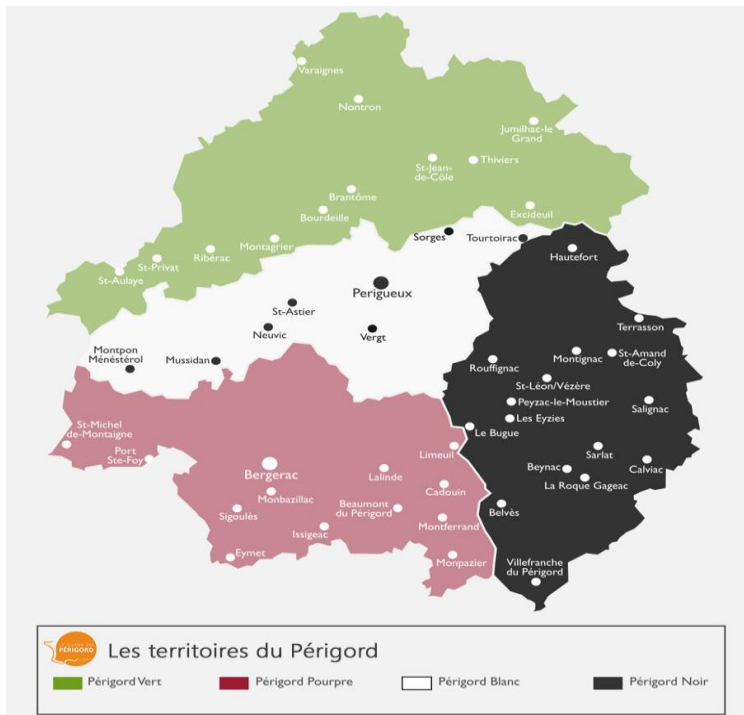 Varaignes
Nontron
Jumilhac-le
Grand
St-Jean-
de-Côle
Thiviers
Brantôme
Bourdeille
Excideuil
Sorges
Tourtoirac
Montagrier
Ribérac
St-Privat
St-Aulaye
Hautefort
Perigueux
St-Astier
Neuvic
Vergt
Terrasson
Montpon
Ménéstérol
Mussidan
Rouffignac
Montignac
St-Amand
de-Coly
St-Léon/Vézère
Peyzac-le-Moustier
Les Eyzies
Salignac
St-Michel
de-Montaigne
Le Bugue
Port
Ste-Foy
Limeuil
Sarlat
Bergerac
Lalinde
Beynac
Calviac
La Roque Gageac
Monbazillac
Cadouin
Sigoulès
Beaumont
du Périgord
Belvès
Issigeac
Montferrand
Eymet
Monpazier
Villefranche
du Périgord
PÉRIGORD
Les territoires du Périgord
Périgord Vert
Périgord Pourpre
Périgord Blanc
Périgord Noir